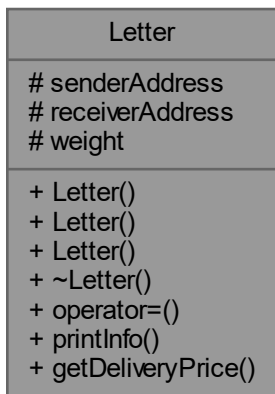 Letter
# senderAddress
# receiverAddress
# weight
+ Letter()
+ Letter()
+ Letter()
+ ~Letter()
+ operator=()
+ printInfo()
+ getDeliveryPrice()